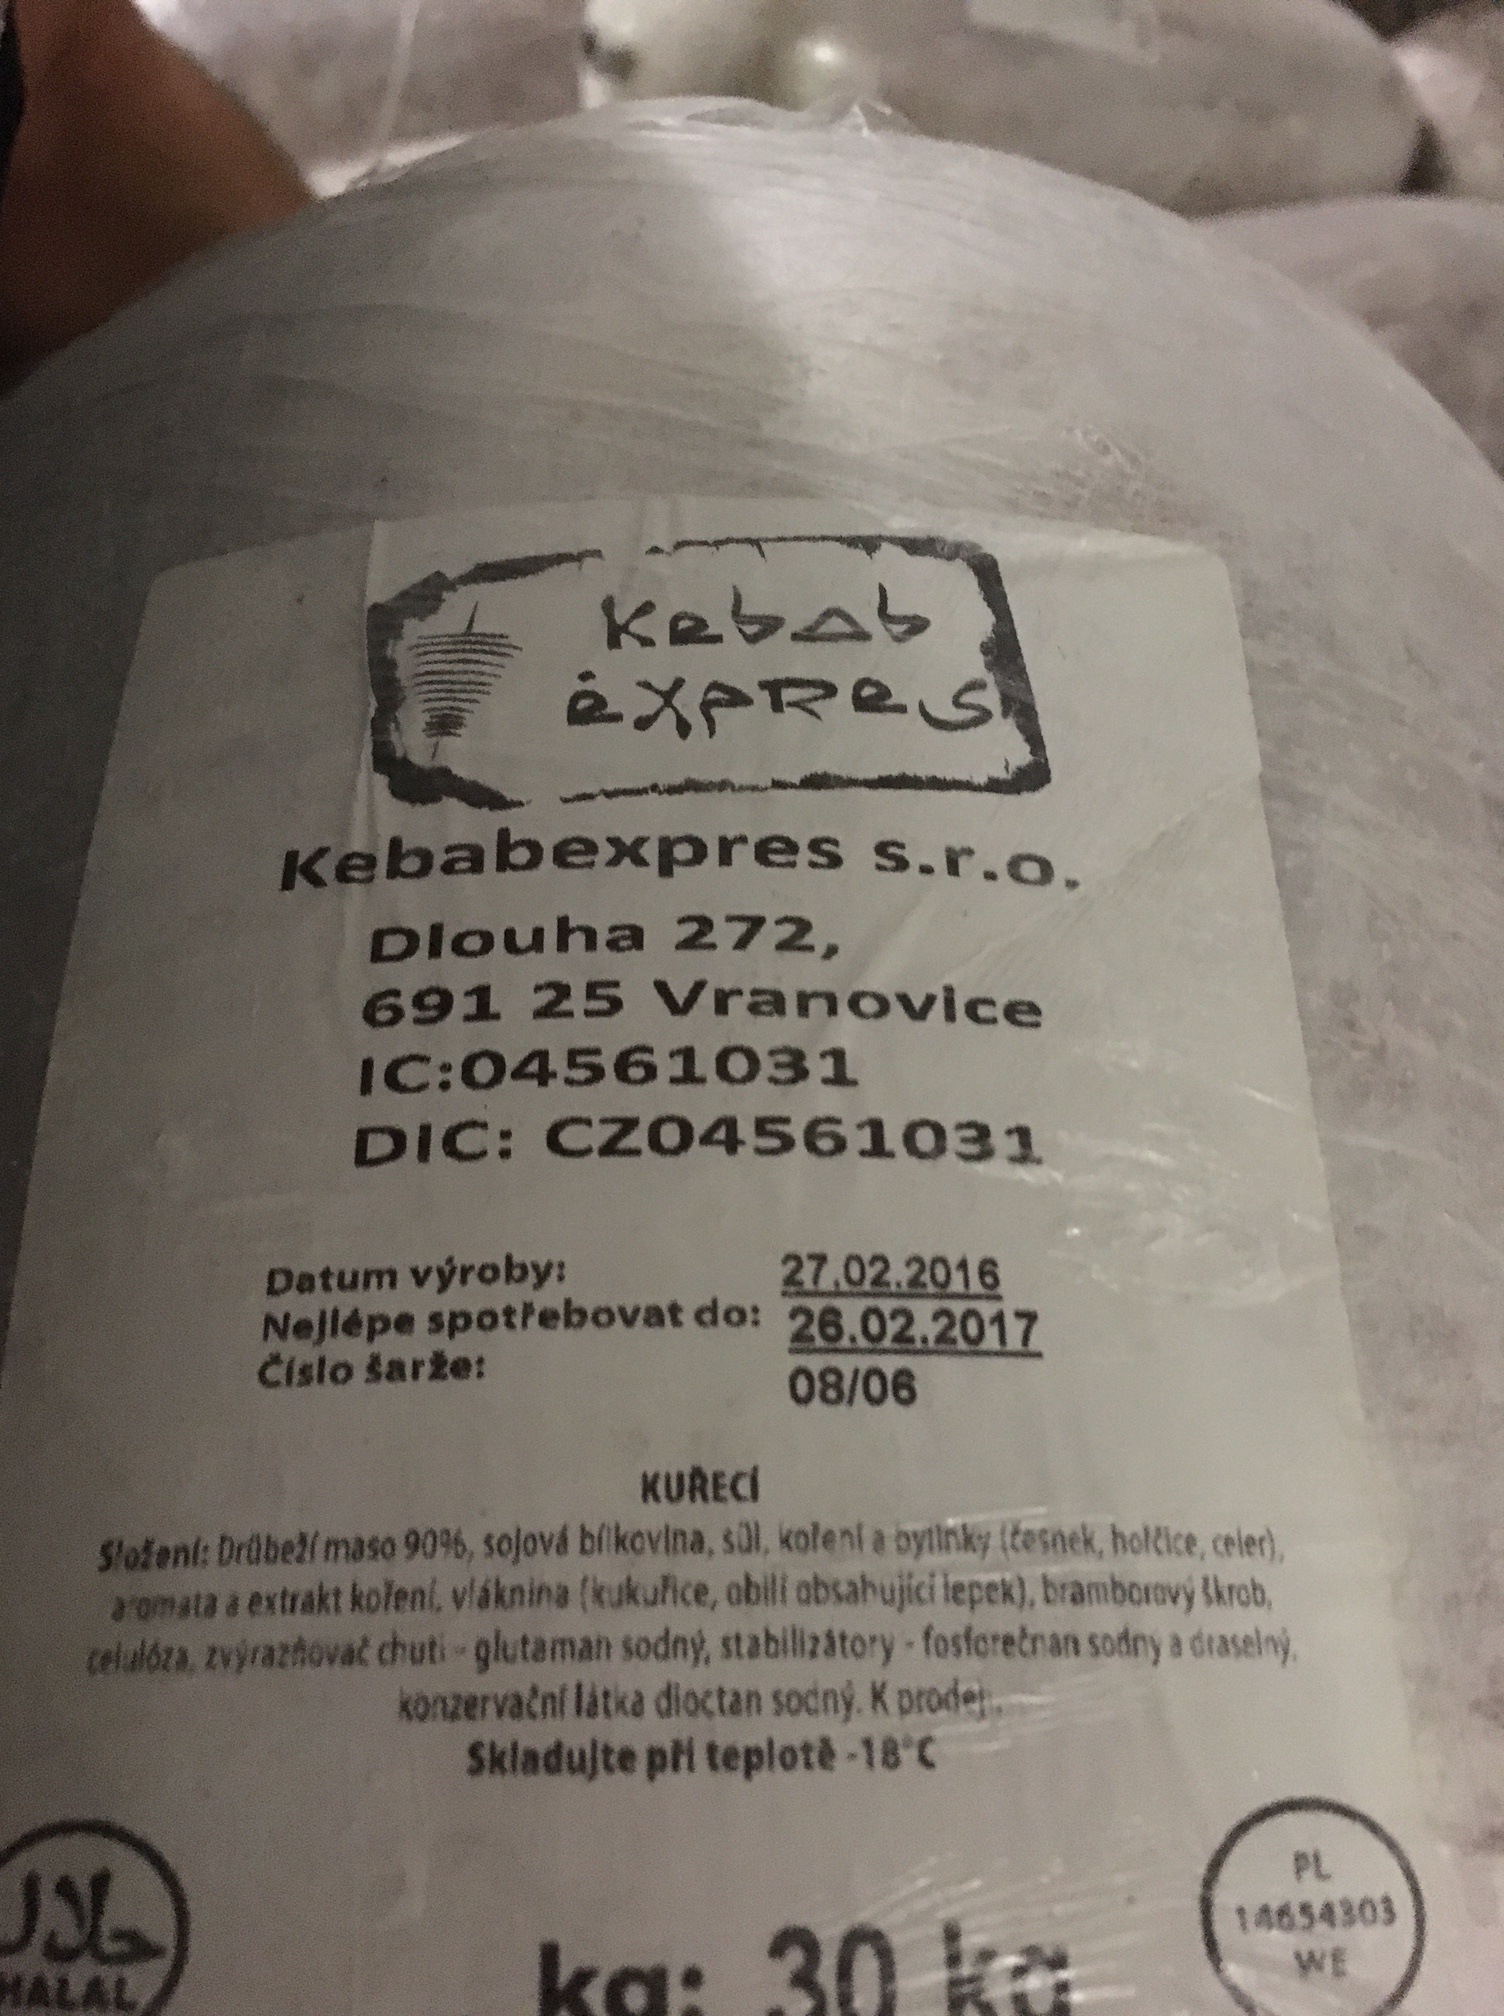 Kebab
ėxpres
Kebabexpres s.r.o.
Dlouha 272,
691 25 Vranovice
IC:04561031
DIC: CZ04561031
Datum výroby: 27.02.2016
Nejlépe spotřebovat do: 26.02.2017
Číslo šarže: 08/06
KUŘECÍ
Složení: Drůbeží maso 90%, sojová bílkovina, sůl, koření a bylinky (česnek, hořčice, celer),
aromata a extrakt koření, vláknina (kukuřice, obilí obsahující lepek), bramborový škrob,
celulóza, zvýrazňovač chuti - glutaman sodný, stabilizátory - fosforečnan sodny a draselný,
konzervační látka dioctan sodný. K prodej
Skladujte při teplotě -18°C
حلال
HALAL
kg: 30 kg
PL
14654303
WE